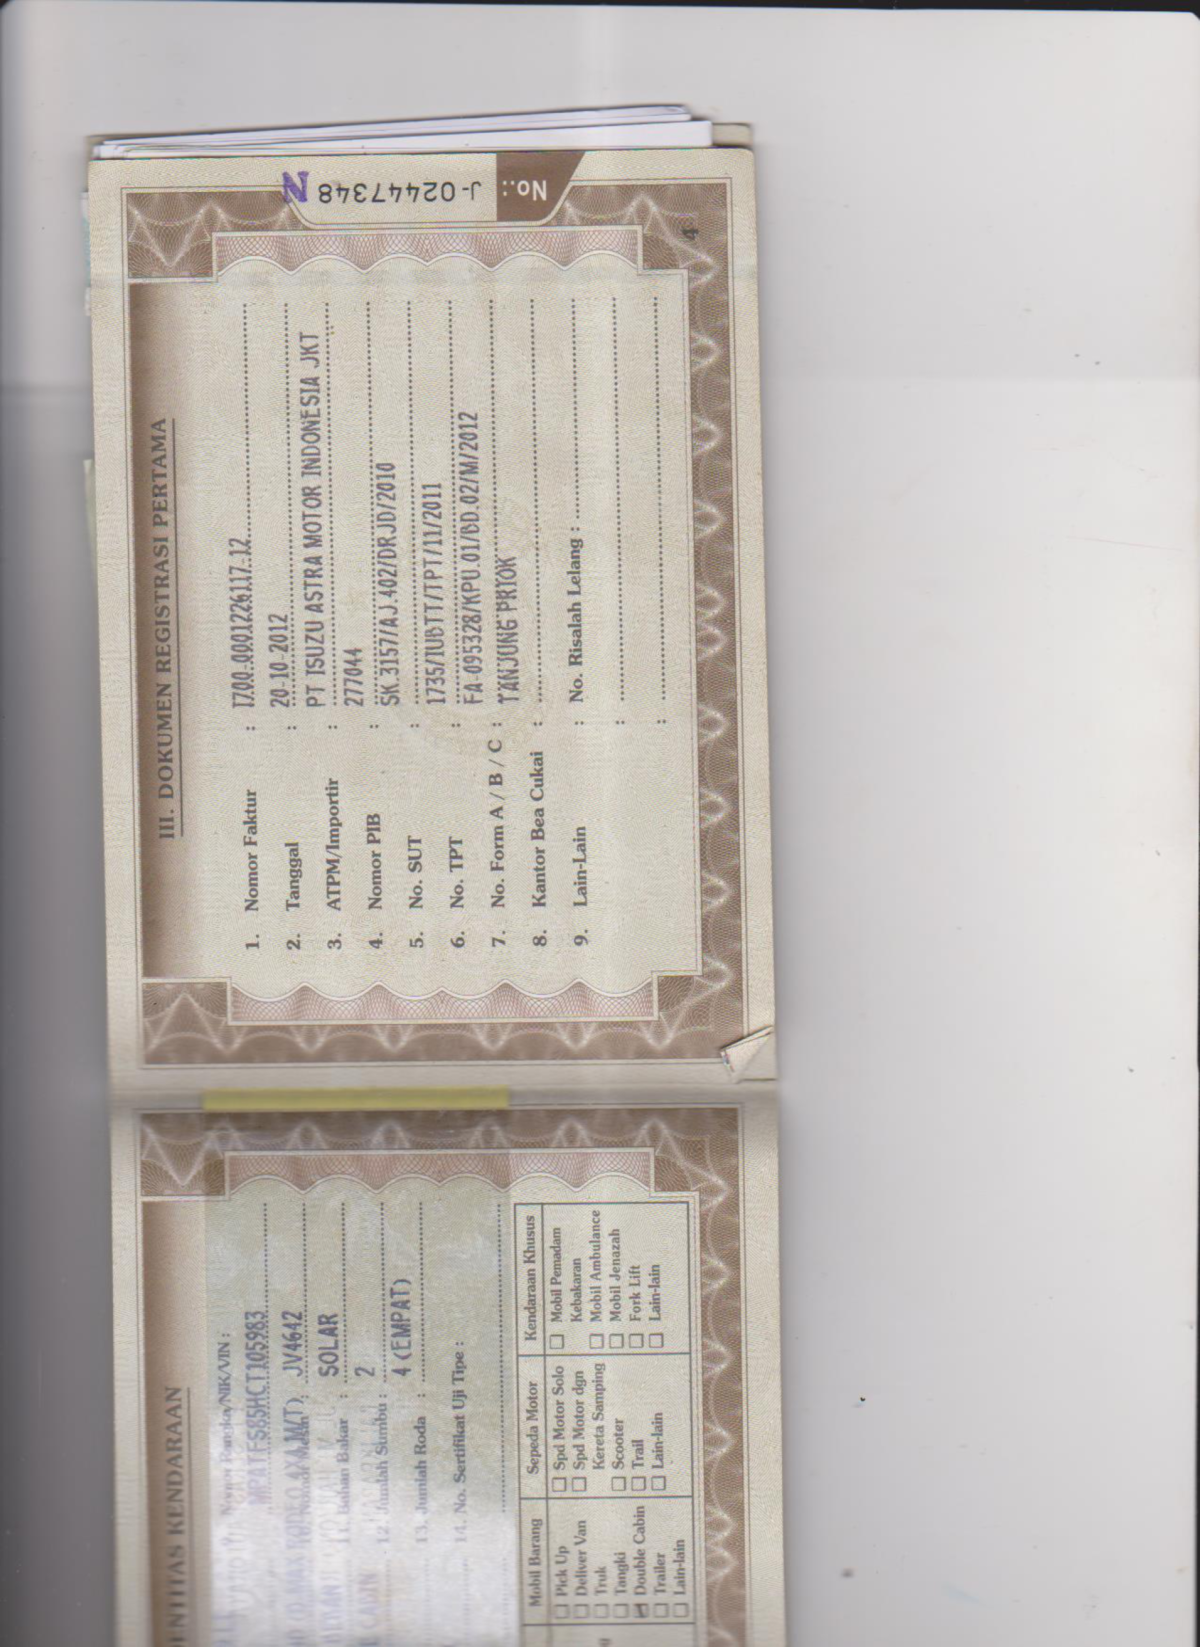 No.: J-02447348
N
III. DOKUMEN REGISTRASI PERTAMA
1. Nomor Faktur : 1700-0001226117-12
2. Tanggal : 20-10-2012
3. ATPM/Importir : PT ISUZU ASTRA MOTOR INDONESIA JKT
4. Nomor PIB : 277044
5. No. SUT : SK.3157/AJ.402/DRJD/2010
6. No. TPT : 1735/IUBTT/TPT/11/2011
7. No. Form A / B / C : FA-095328/KPU.01/BD.02/M/2012
8. Kantor Bea Cukai : TANJUNG PRIOK
9. Lain-Lain : No. Risalah Lelang :
4
KENDARAAN
Nomor Rangka/NIK/VIN :
MPATFS85HCT105983
JV4642
11. Bahan Bakar : SOLAR
12. Jumlah Sumbu : 2
13. Jumlah Roda : 4 (EMPAT)
14. No. Sertifikat Uji Tipe :
Mobil Barang
Pick Up
Deliver Van
Truk
Tangki
Double Cabin
Trailer
Lain-lain
Sepeda Motor
Spd Motor Solo
Spd Motor dgn
Kereta Samping
Scooter
Trail
Lain-lain
Kendaraan Khusus
Mobil Pemadam
Kebakaran
Mobil Ambulance
Mobil Jenazah
Fork Lift
Lain-lain